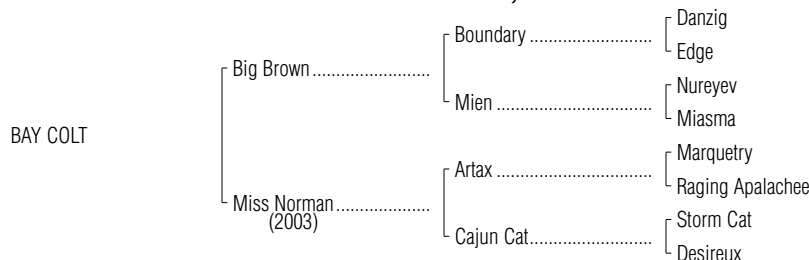 Danzig
Boundary ....................
Edge
Big Brown .........................
Nureyev
Mien ...........................
Miasma
BAY COLT
Marquetry
Artax ...........................
Raging Apalachee
Miss Norman ....................
(2003)
Storm Cat
Cajun Cat....................
Desireux